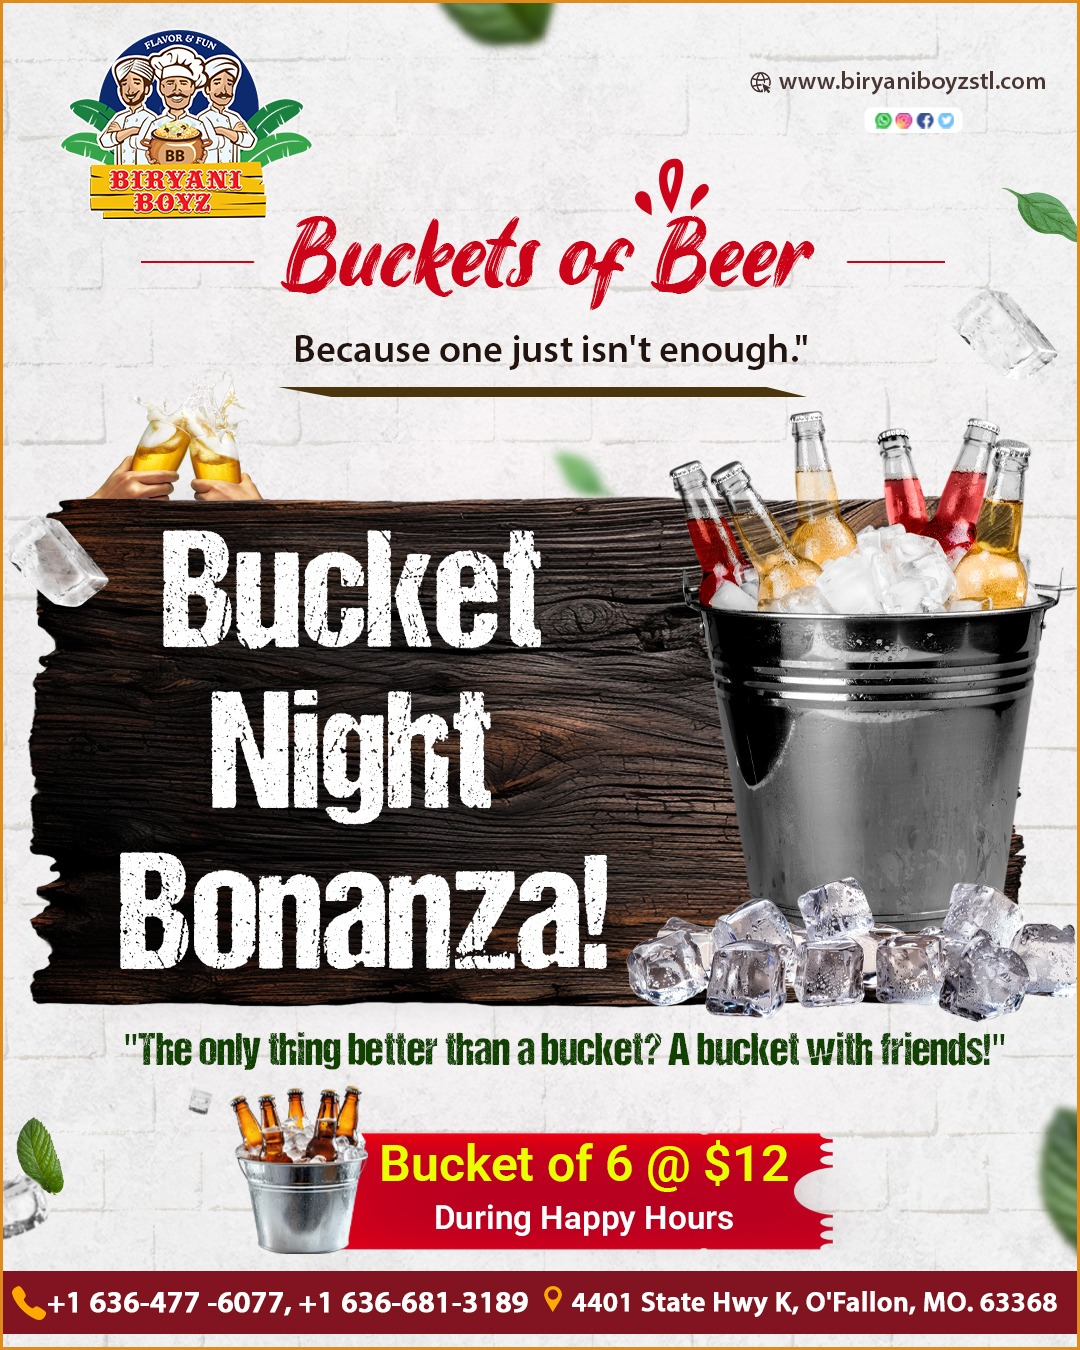 FLAVOR & FUN
BB
BIRYANI
BOYZ
www.biryaniboyzstl.com
Buckets of Beer
Because one just isn't enough."
Bucket
Night
Bonanza!
"The only thing better than a bucket? A bucket with friends!"
Bucket of 6 @ $12
During Happy Hours
+1 636-477 -6077, +1 636-681-3189 4401 State Hwy K, O'Fallon, MO. 63368